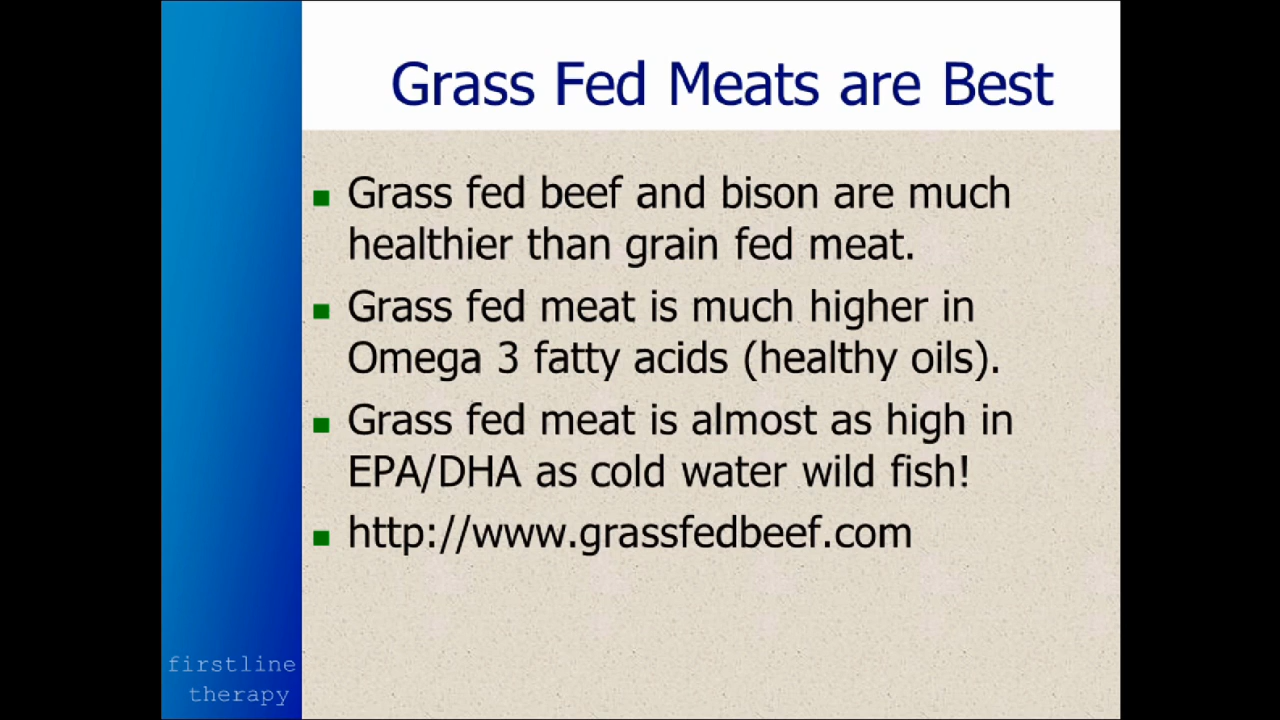 Grass Fed Meats are Best
Grass fed beef and bison are much
healthier than grain fed meat.
Grass fed meat is much higher in
Omega 3 fatty acids (healthy oils).
Grass fed meat is almost as high in
EPA/DHA as cold water wild fish!
http://www.grassfedbeef.com
firstline
therapy